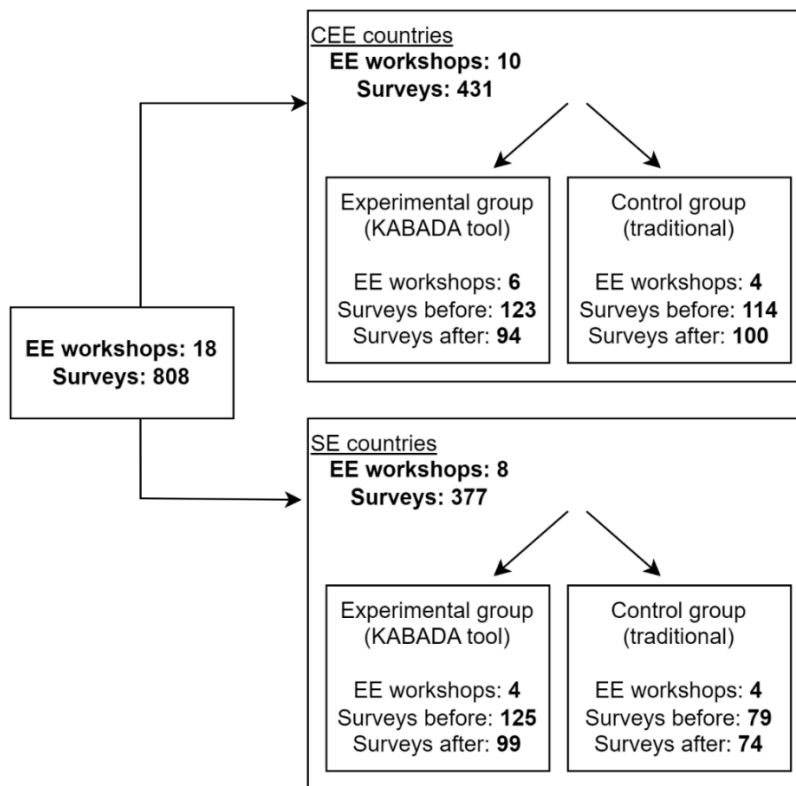 CEE countries
EE workshops: 10
Surveys: 431
Experimental group
(KABADA tool)
EE workshops: 6
Surveys before: 123
Surveys after: 94
Control group
(traditional)
EE workshops: 4
Surveys before: 114
Surveys after: 100
EE workshops: 18
Surveys: 808
SE countries
EE workshops: 8
Surveys: 377
Experimental group
(KABADA tool)
EE workshops: 4
Surveys before: 125
Surveys after: 99
Control group
(traditional)
EE workshops: 4
Surveys before: 79
Surveys after: 74